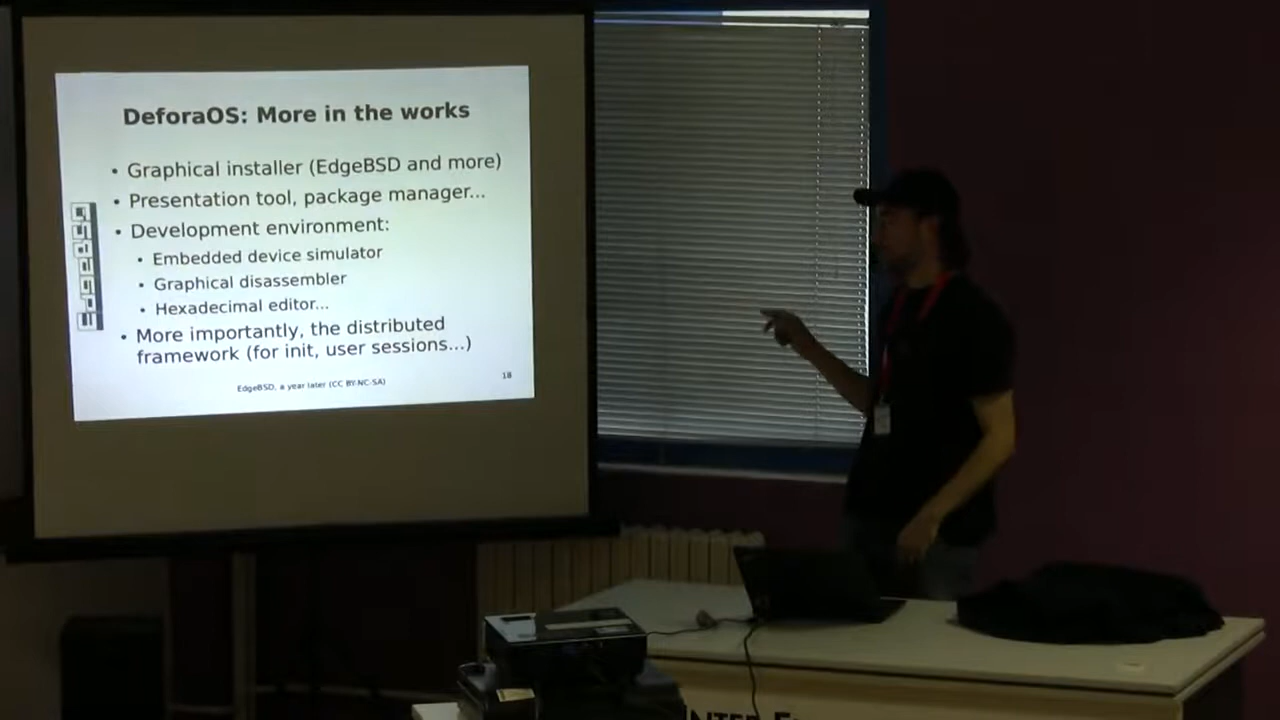 DeforaOS: More in the works
• Graphical installer (EdgeBSD and more)
• Presentation tool, package manager...
• Development environment:
• Embedded device simulator
• Graphical disassembler
• Hexadecimal editor...
• More importantly, the distributed
framework (for init, user sessions...)
EdgeBSD, a year later (CC BY-NC-SA)
18